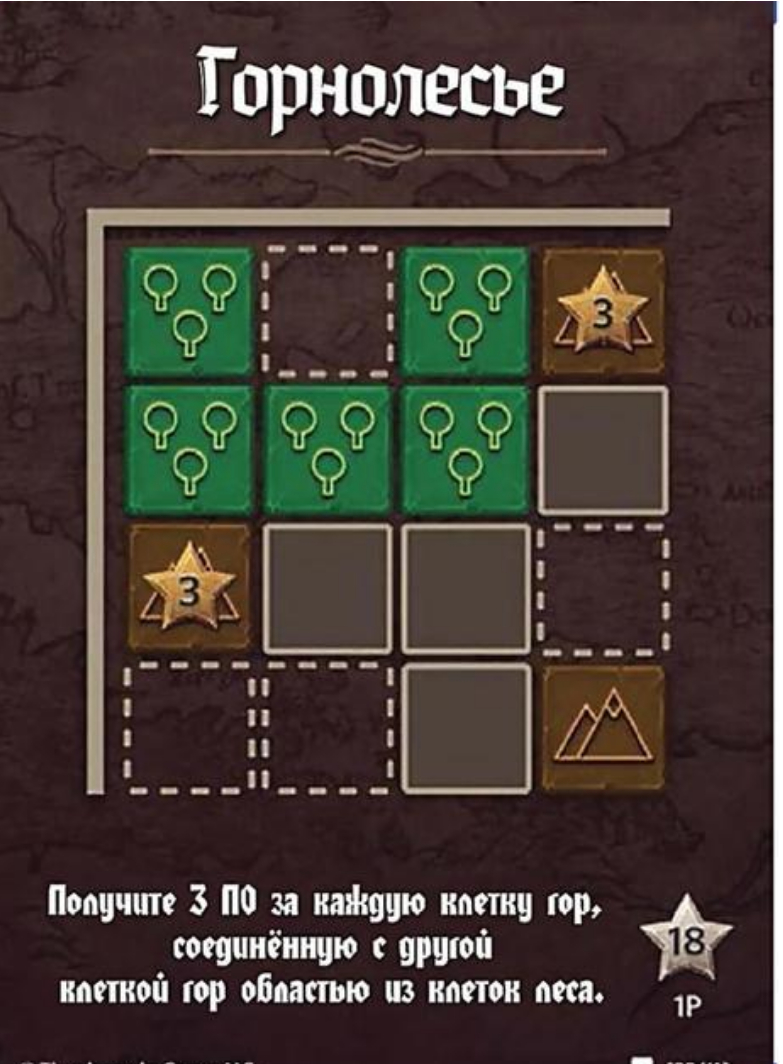 Горнолесье
3
3
Получите 3 ПО за каждую клетку гор,
соединённую с другой
клеткой гор областью из клеток леса.
18
1P